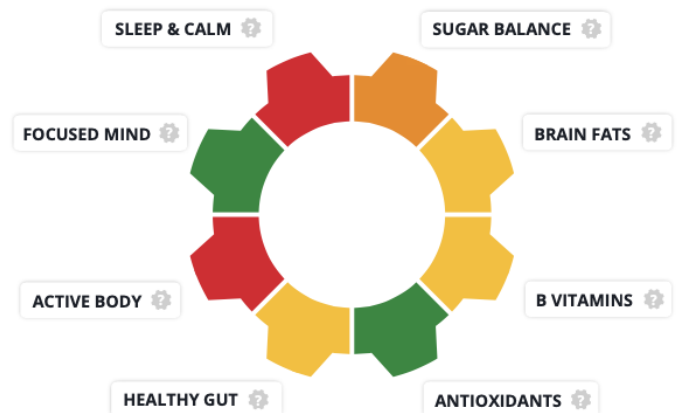 SLEEP & CALM ?
SUGAR BALANCE ?
FOCUSED MIND ?
BRAIN FATS ?
ACTIVE BODY ?
B VITAMINS ?
HEALTHY GUT ?
ANTIOXIDANTS ?